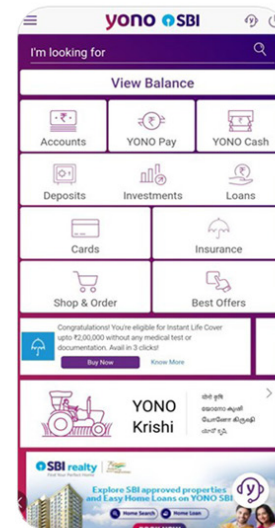 yono SBI
I'm looking for
View Balance
Accounts
YONO Pay
YONO Cash
Deposits
Investments
Loans
Cards
Insurance
Shop & Order
Best Offers
Congratulations! You're eligible for Instant Life Cover
upto ₹2,00,000 without any medical test or
documentation. Avail in 3 clicks!
Buy Now
Know More
YONO
Krishi
SBI realty
Explore SBI approved properties
and Easy Home Loans on YONO SBI
Home Search
Home Loan
BOOK NOW